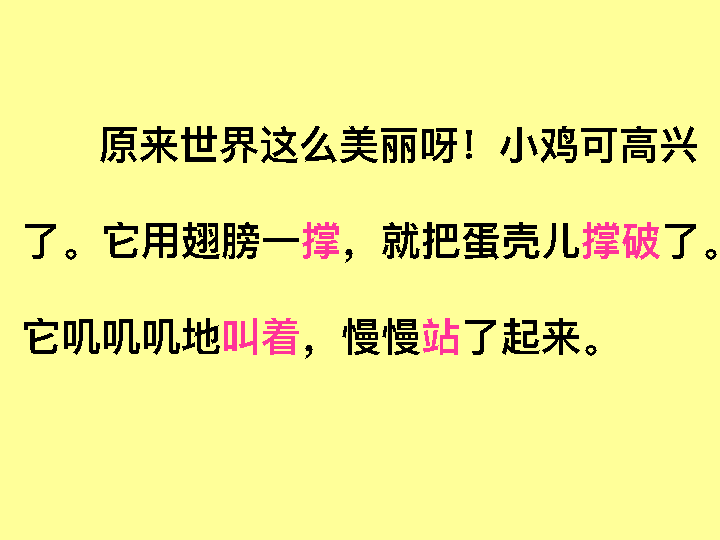 原来世界这么美丽呀！小鸡可高兴
了。它用翅膀一撑，就把蛋壳儿撑破了。
它叽叽叽地叫着，慢慢站了起来。